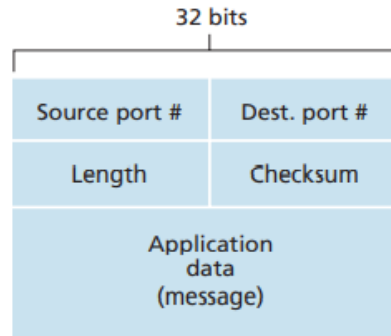 32 bits
Source port # Dest. port #
Length Checksum
Application
data
(message)